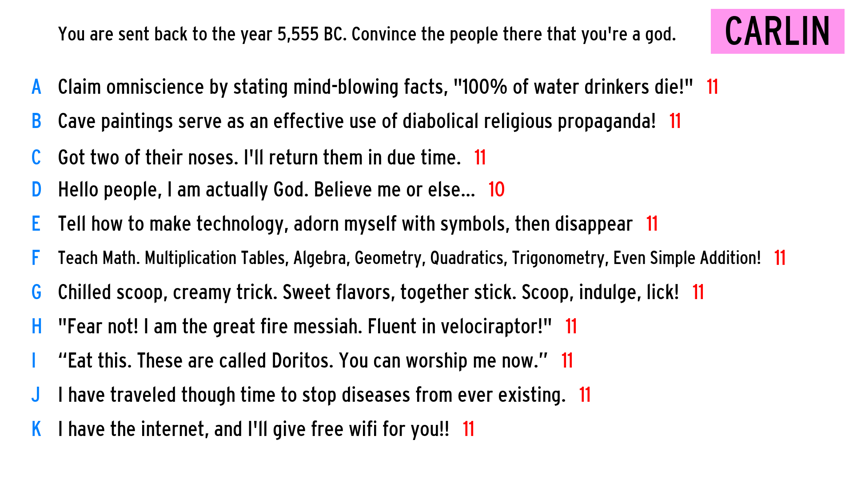 You are sent back to the year 5,555 BC. Convince the people there that you're a god.
CARLIN
A Claim omniscience by stating mind-blowing facts, "100% of water drinkers die!" 11
B Cave paintings serve as an effective use of diabolical religious propaganda! 11
C Got two of their noses. I'll return them in due time. 11
D Hello people, I am actually God. Believe me or else... 10
E Tell how to make technology, adorn myself with symbols, then disappear 11
F Teach Math. Multiplication Tables, Algebra, Geometry, Quadratics, Trigonometry, Even Simple Addition! 11
G Chilled scoop, creamy trick. Sweet flavors, together stick. Scoop, indulge, lick! 11
H "Fear not! I am the great fire messiah. Fluent in velociraptor!" 11
I “Eat this. These are called Doritos. You can worship me now.” 11
J I have traveled though time to stop diseases from ever existing. 11
K I have the internet, and I'll give free wifi for you!! 11